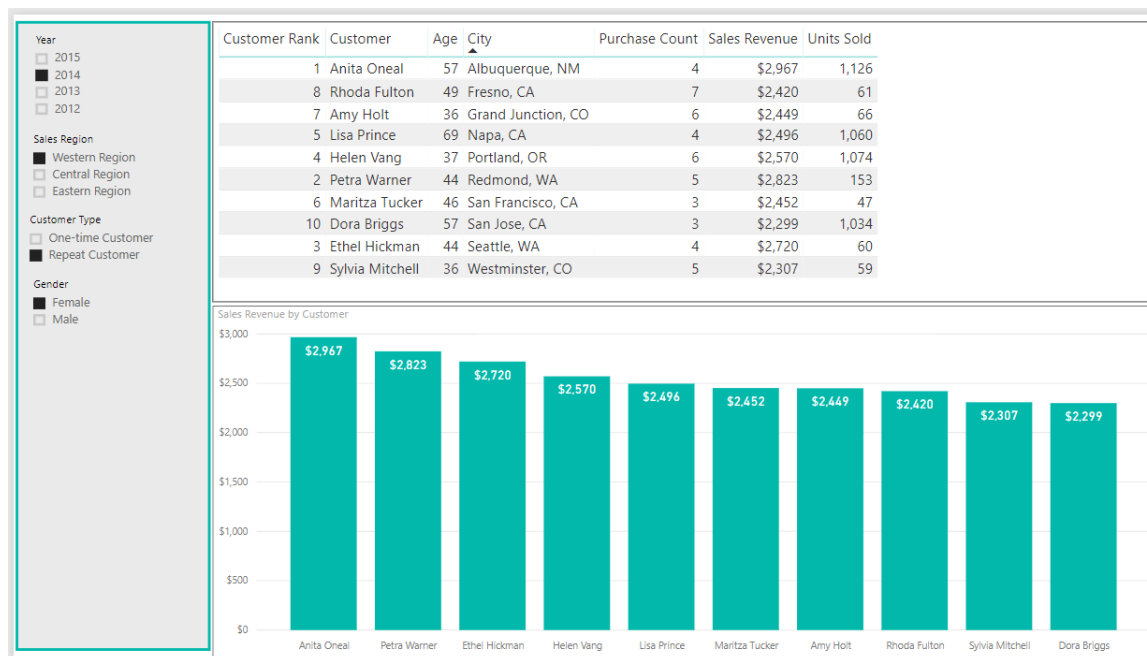 Year
2015
2014
2013
2012
Sales Region
Western Region
Central Region
Eastern Region
Customer Type
One-time Customer
Repeat Customer
Gender
Female
Male
Customer Rank Customer Age City Purchase Count Sales Revenue Units Sold
1 Anita Oneal 57 Albuquerque, NM 4 $2,967 1,126
8 Rhoda Fulton 49 Fresno, CA 7 $2,420 61
7 Amy Holt 36 Grand Junction, CO 6 $2,449 66
5 Lisa Prince 69 Napa, CA 4 $2,496 1,060
4 Helen Vang 37 Portland, OR 6 $2,570 1,074
2 Petra Warner 44 Redmond, WA 5 $2,823 153
6 Maritza Tucker 46 San Francisco, CA 3 $2,452 47
10 Dora Briggs 57 San Jose, CA 3 $2,299 1,034
3 Ethel Hickman 44 Seattle, WA 4 $2,720 60
9 Sylvia Mitchell 36 Westminster, CO 5 $2,307 59
Sales Revenue by Customer
$3,000
$2,500
$2,000
$1,500
$1,000
$500
$0
$2,967 $2,823 $2,720 $2,570 $2,496 $2,452 $2,449 $2,420 $2,307 $2,299
Anita Oneal Petra Warner Ethel Hickman Helen Vang Lisa Prince Maritza Tucker Amy Holt Rhoda Fulton Sylvia Mitchell Dora Briggs